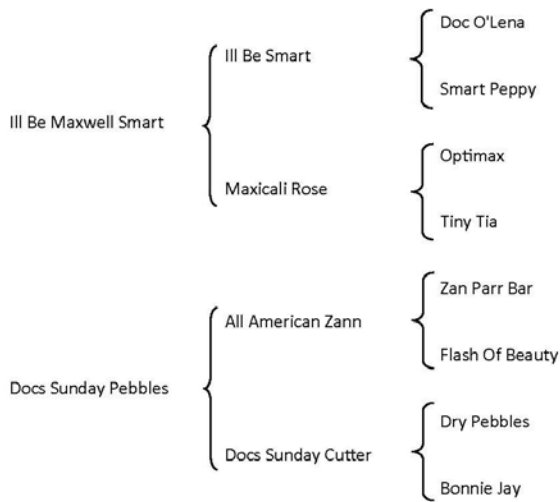 Doc O'Lena
Ill Be Smart
Smart Peppy
Ill Be Maxwell Smart
Optimax
Maxicali Rose
Tiny Tia
Zan Parr Bar
All American Zann
Flash Of Beauty
Docs Sunday Pebbles
Dry Pebbles
Docs Sunday Cutter
Bonnie Jay